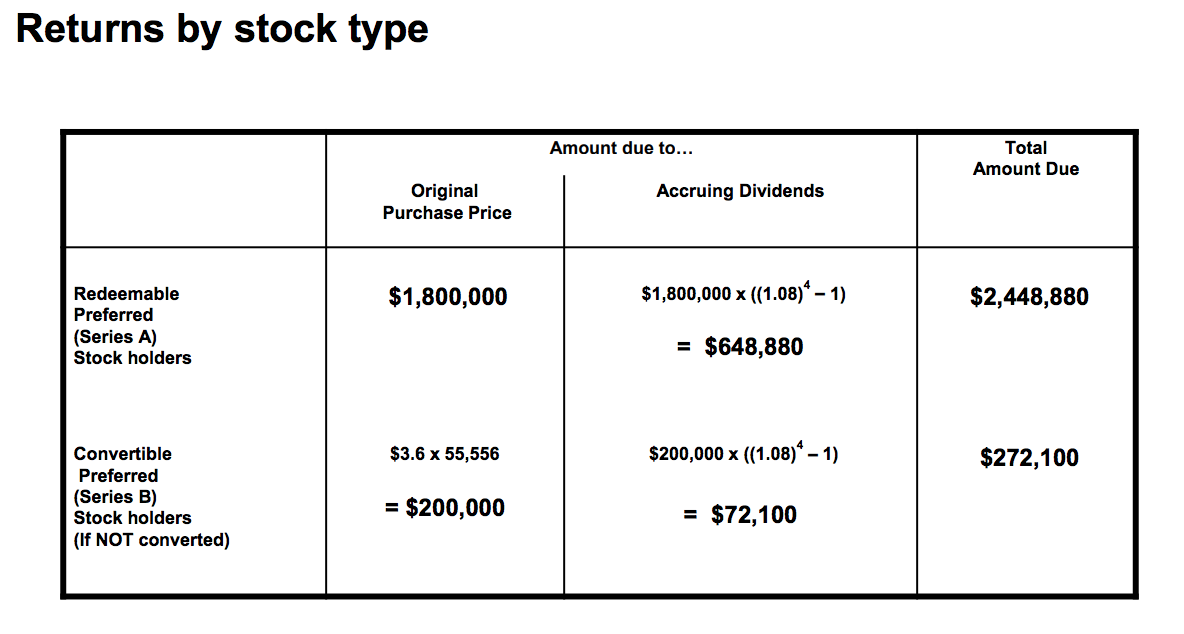 Returns by stock type
Amount due to...
Total
Amount Due
Original
Purchase Price
Accruing Dividends
Redeemable
Preferred
(Series A)
Stock holders
$1,800,000
$1,800,000 x ((1.08)⁴ – 1)
= $648,880
$2,448,880
Convertible
Preferred
(Series B)
Stock holders
(If NOT converted)
$3.6 x 55,556
= $200,000
$200,000 x ((1.08)⁴ – 1)
= $72,100
$272,100